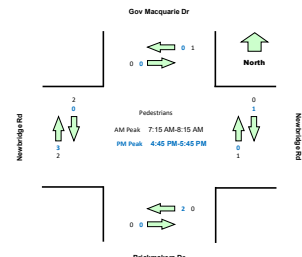 Gov Macquarie Dr
0 1
0 0
North
2
0
0
1
Pedestrians
AM Peak 7:15 AM-8:15 AM
PM Peak 4:45 PM-5:45 PM
Newbridge Rd
Newbridge Rd
3
2
0
1
2 0
0 0
Brickmakers Dr